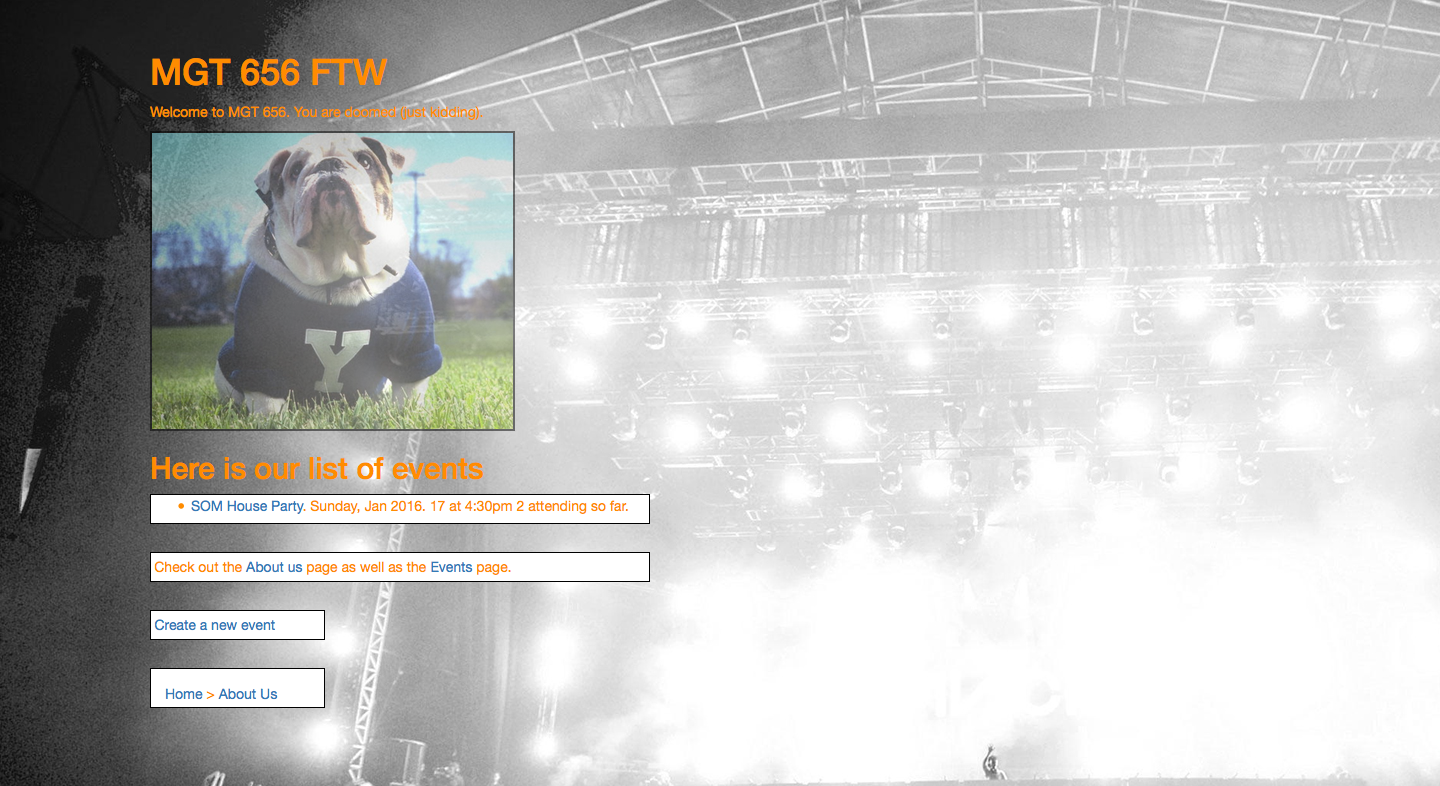 MGT 656 FTW
Welcome to MGT 656. You are doomed (just kidding).
Y
Here is our list of events
• SOM House Party. Sunday, Jan 2016. 17 at 4:30pm 2 attending so far.
Check out the About us page as well as the Events page.
Create a new event
Home > About Us